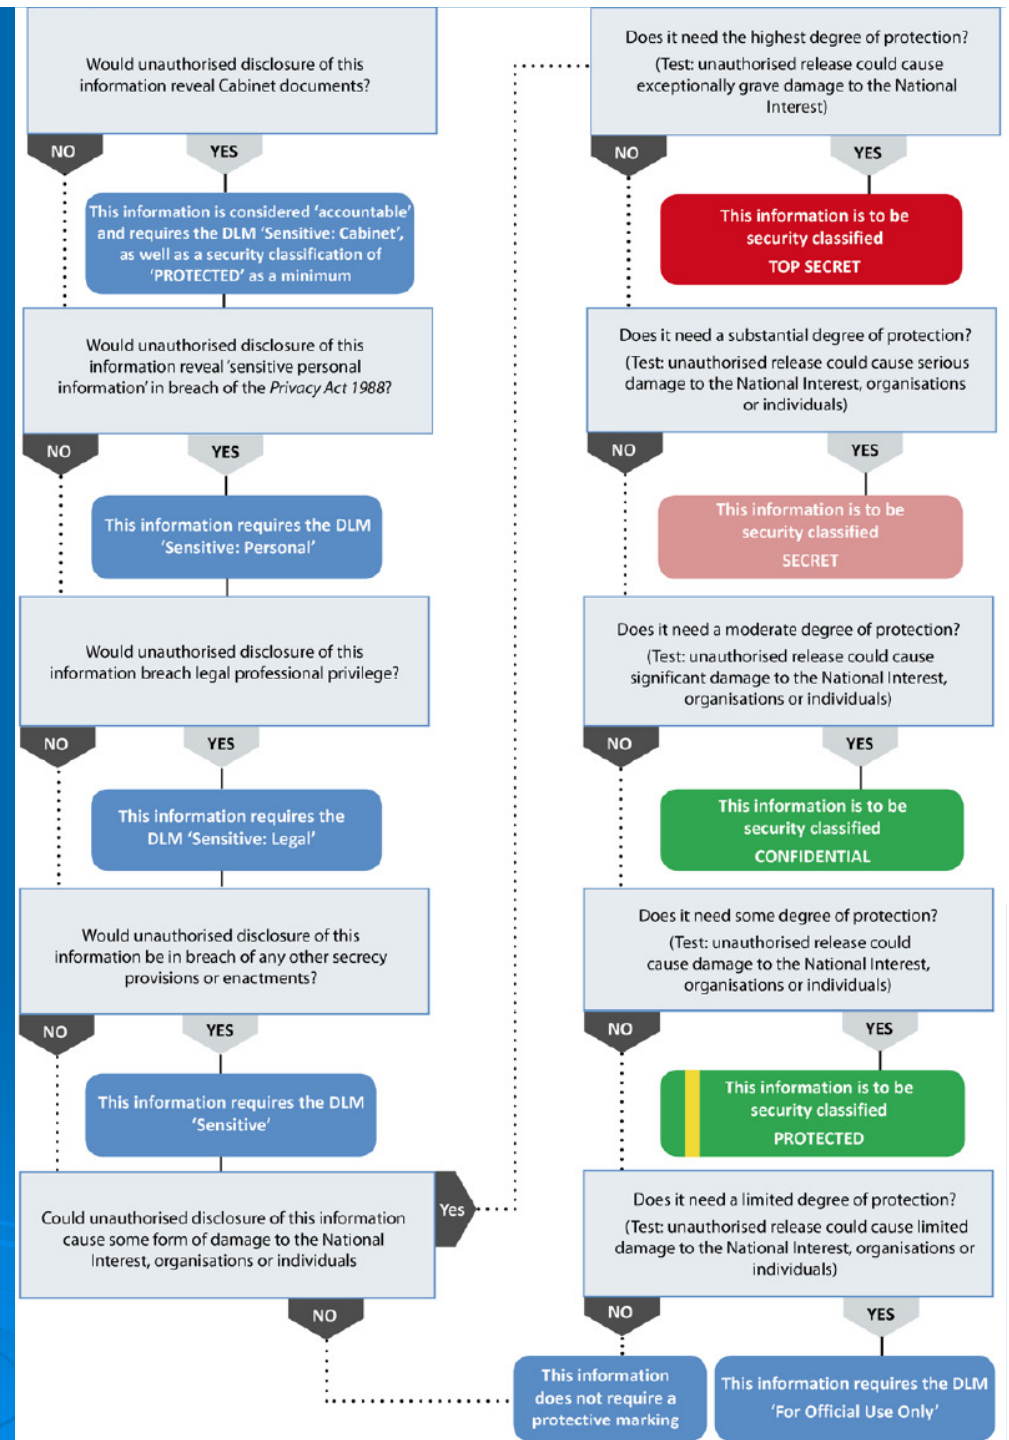 Would unauthorised disclosure of this
information reveal Cabinet documents?
NO
YES
This information is considered ‘accountable’
and requires the DLM ‘Sensitive: Cabinet’,
as well as a security classification of
‘PROTECTED’ as a minimum
Would unauthorised disclosure of this
information reveal ‘sensitive personal
information’ in breach of the Privacy Act 1988?
NO
YES
This information requires the DLM
‘Sensitive: Personal’
Would unauthorised disclosure of this
information breach legal professional privilege?
NO
YES
This information requires the
DLM ‘Sensitive: Legal’
Would unauthorised disclosure of this
information be in breach of any other secrecy
provisions or enactments?
NO
YES
This information requires the DLM
‘Sensitive’
Could unauthorised disclosure of this information
cause some form of damage to the National
Interest, organisations or individuals
Yes
NO
Does it need the highest degree of protection?
(Test: unauthorised release could cause
exceptionally grave damage to the National
Interest)
NO
YES
This information is to be
security classified
TOP SECRET
Does it need a substantial degree of protection?
(Test: unauthorised release could cause serious
damage to the National Interest, organisations
or individuals)
NO
YES
This information is to be
security classified
SECRET
Does it need a moderate degree of protection?
(Test: unauthorised release could cause
significant damage to the National Interest,
organisations or individuals)
NO
YES
This information is to be
security classified
CONFIDENTIAL
Does it need some degree of protection?
(Test: unauthorised release could
cause damage to the National Interest,
organisations or individuals)
NO
YES
This information is to be
security classified
PROTECTED
Does it need a limited degree of protection?
(Test: unauthorised release could cause limited
damage to the National Interest, organisations or
individuals)
NO
YES
This information
does not require a
protective marking
This information requires the DLM
‘For Official Use Only’